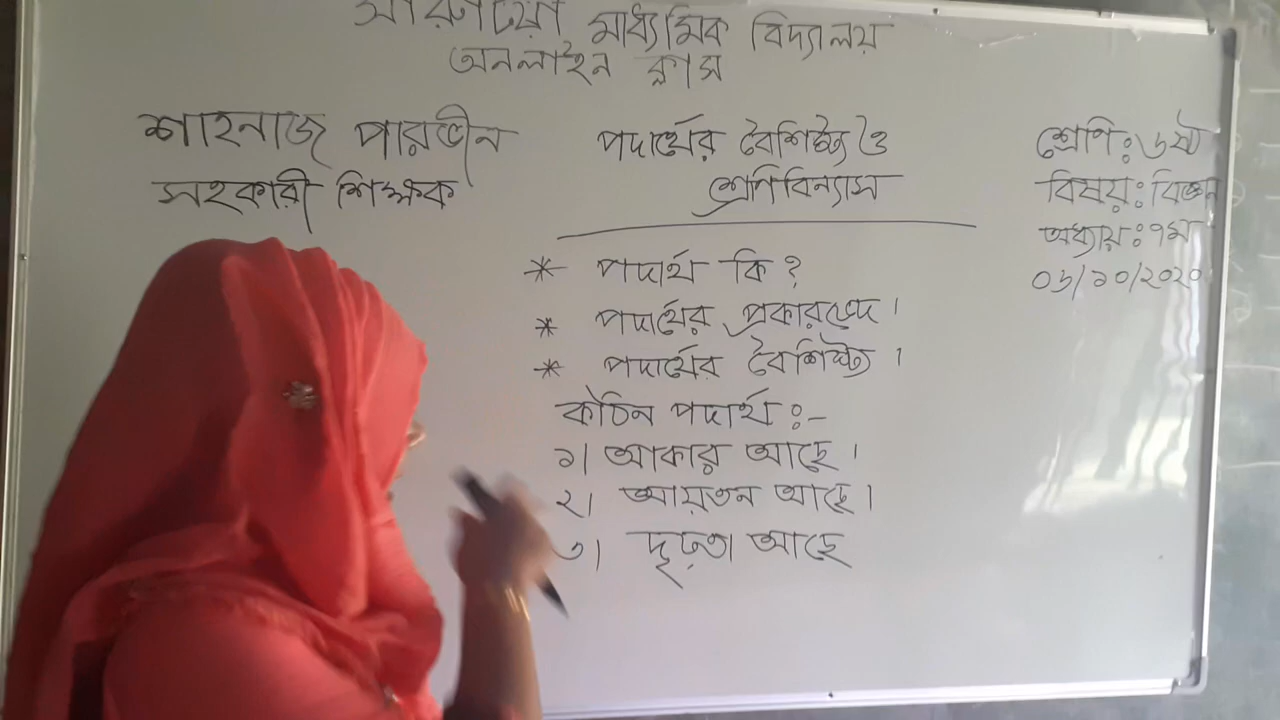 মাধ্যমিক বিদ্যালয়
অনলাইন ক্লাস
শাহনাজ পারভীন
সহকারী শিক্ষক
পদার্থের বৈশিষ্ট্য ও
শ্রেণিবিন্যাস
শ্রেণি: ৬ষ্ঠ
বিষয়: বিজ্ঞান
অধ্যায়: ৭ম
০৬/১০/২০২০
* পদার্থ কি?
* পদার্থের প্রকারভেদ।
* পদার্থের বৈশিষ্ট্য।
কঠিন পদার্থ :-
১। আকার আছে।
২। আয়তন আছে।
৩। দৃঢ়তা আছে